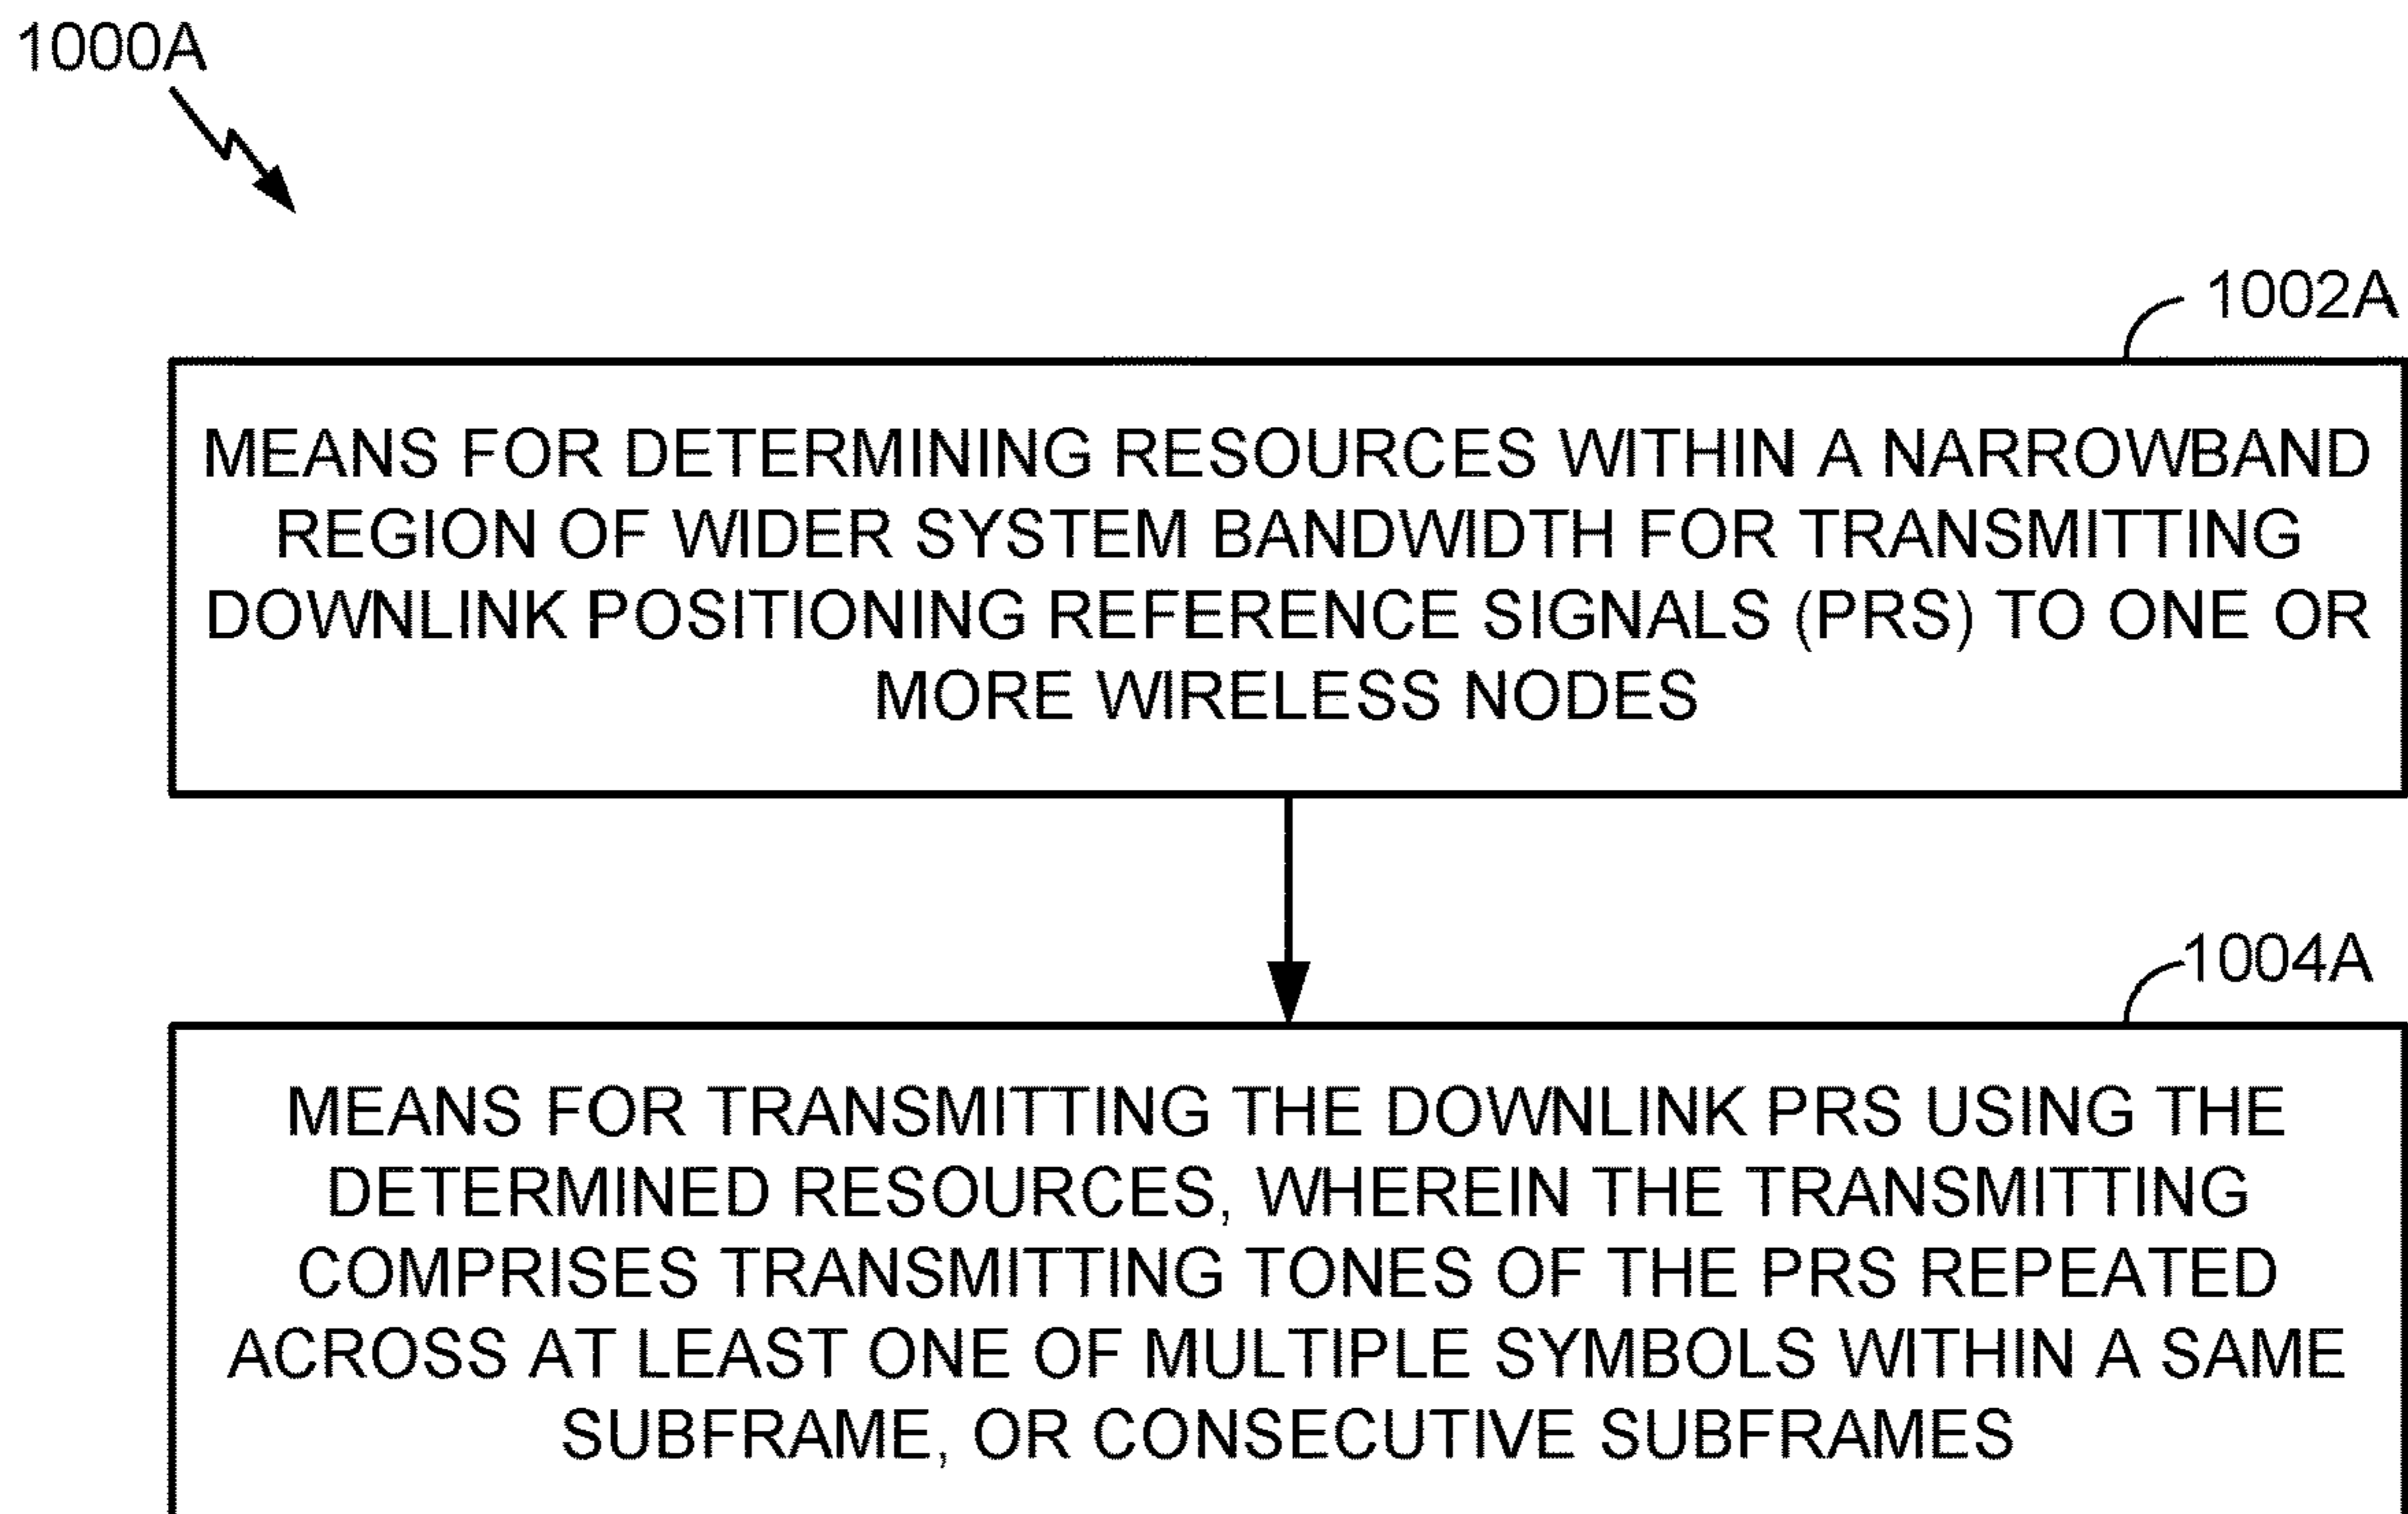 1000A
1002A
MEANS FOR DETERMINING RESOURCES WITHIN A NARROWBAND
REGION OF WIDER SYSTEM BANDWIDTH FOR TRANSMITTING
DOWNLINK POSITIONING REFERENCE SIGNALS (PRS) TO ONE OR
MORE WIRELESS NODES
1004A
MEANS FOR TRANSMITTING THE DOWNLINK PRS USING THE
DETERMINED RESOURCES, WHEREIN THE TRANSMITTING
COMPRISES TRANSMITTING TONES OF THE PRS REPEATED
ACROSS AT LEAST ONE OF MULTIPLE SYMBOLS WITHIN A SAME
SUBFRAME, OR CONSECUTIVE SUBFRAMES